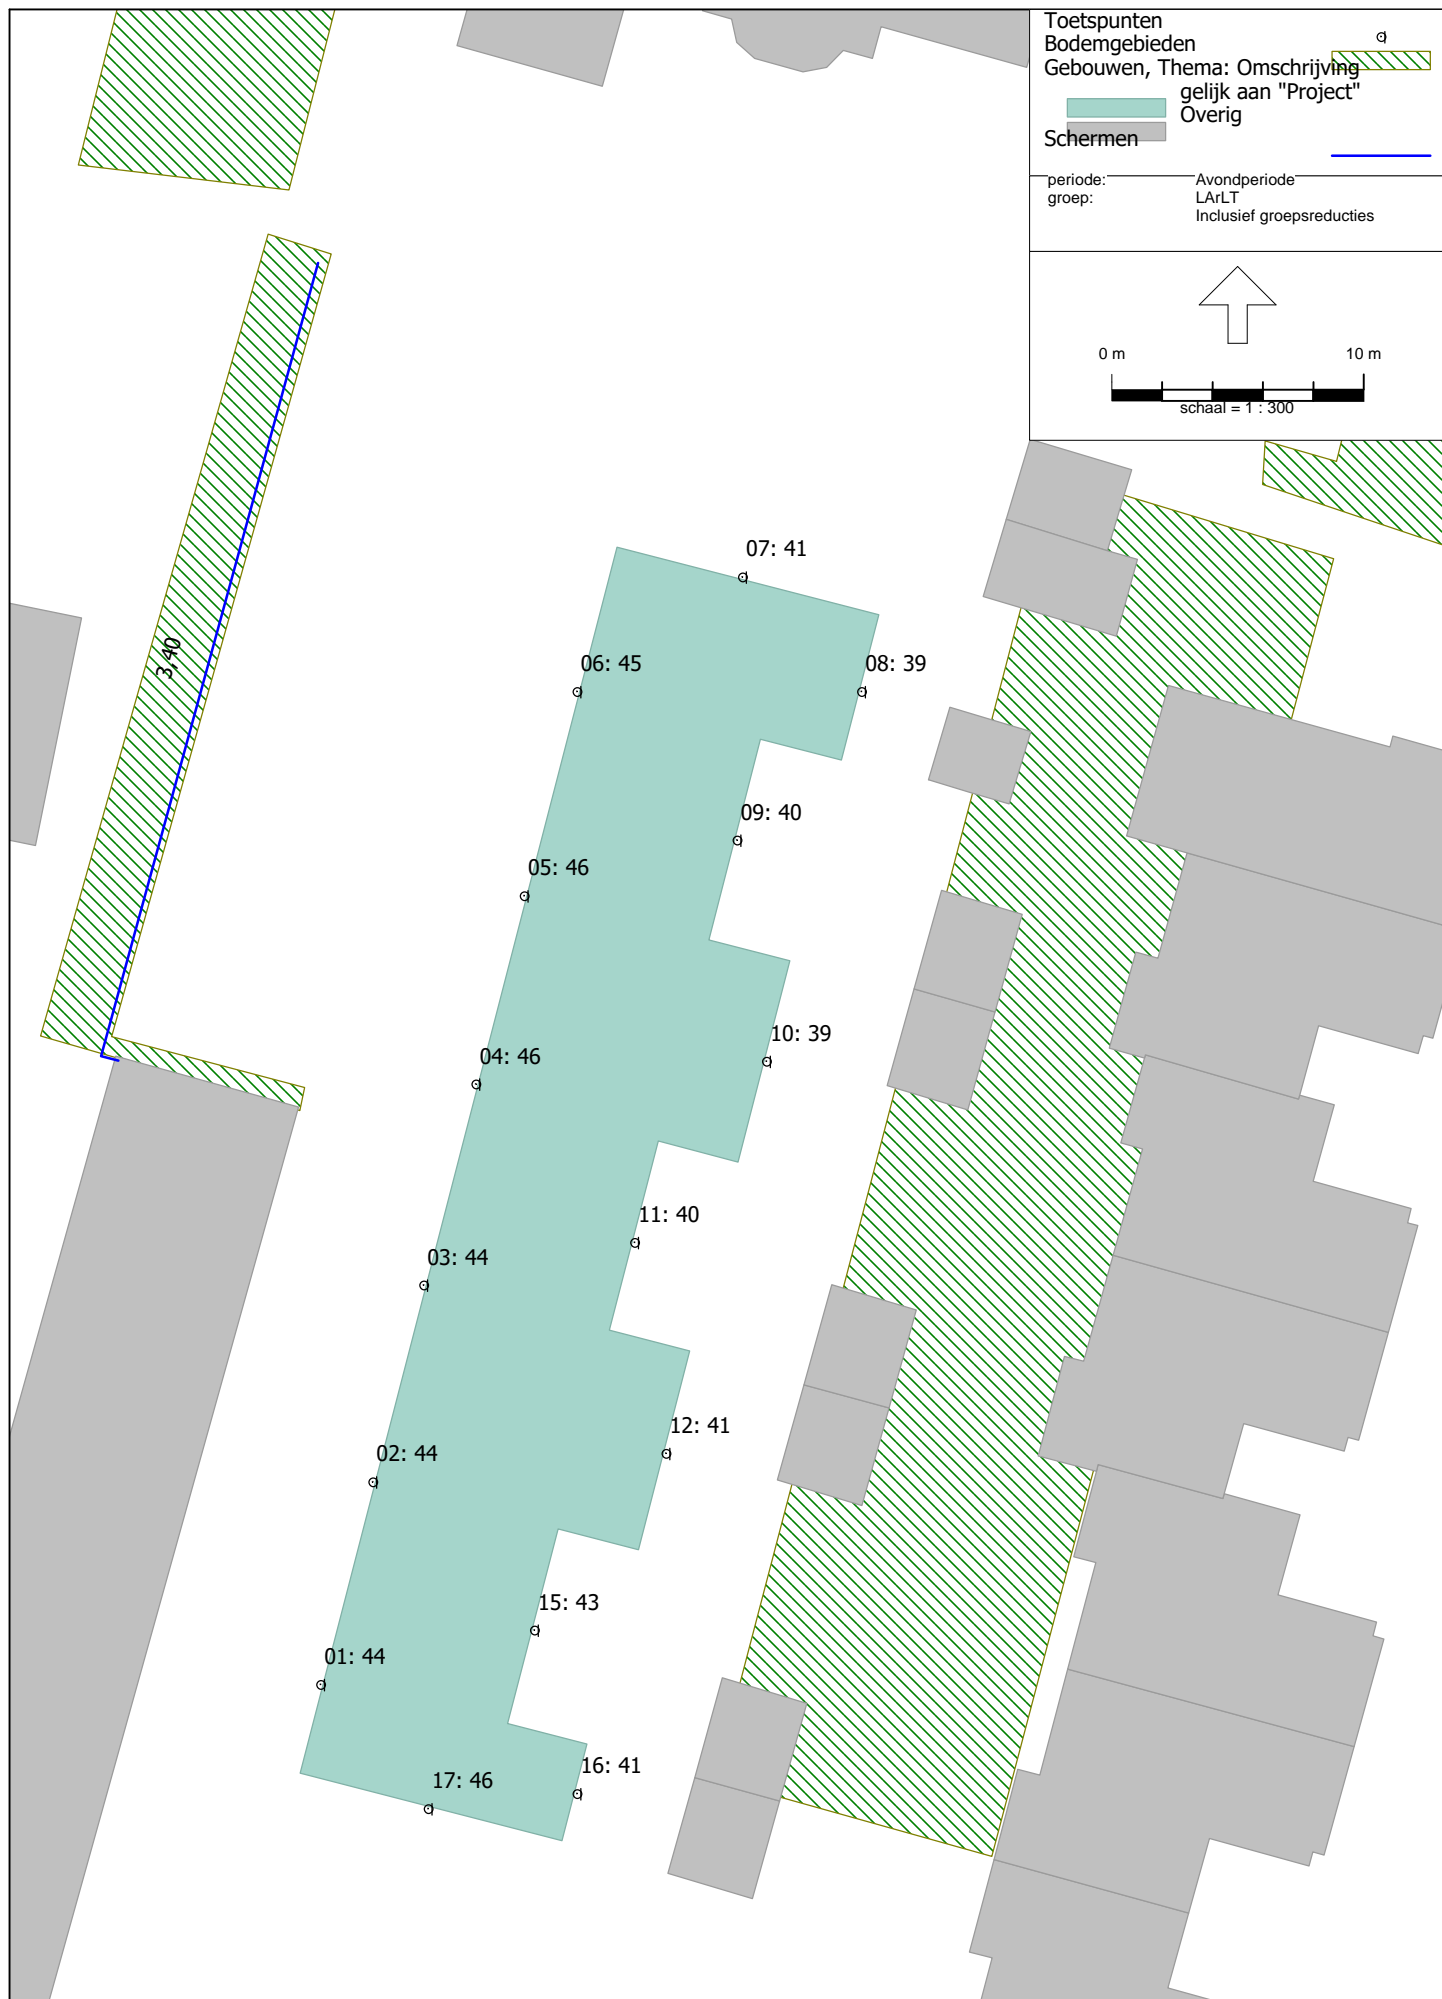 Toetspunten
Bodemgebieden
Gebouwen, Thema: Omschrijving
gelijk aan "Project"
Overig
Schermen
periode: Avondperiode
groep: LArLT
Inclusief groepsreducties
0 m 10 m
schaal = 1 : 300
07: 41
06: 45
08: 39
3,40
09: 40
05: 46
10: 39
04: 46
11: 40
03: 44
12: 41
02: 44
15: 43
01: 44
16: 41
17: 46